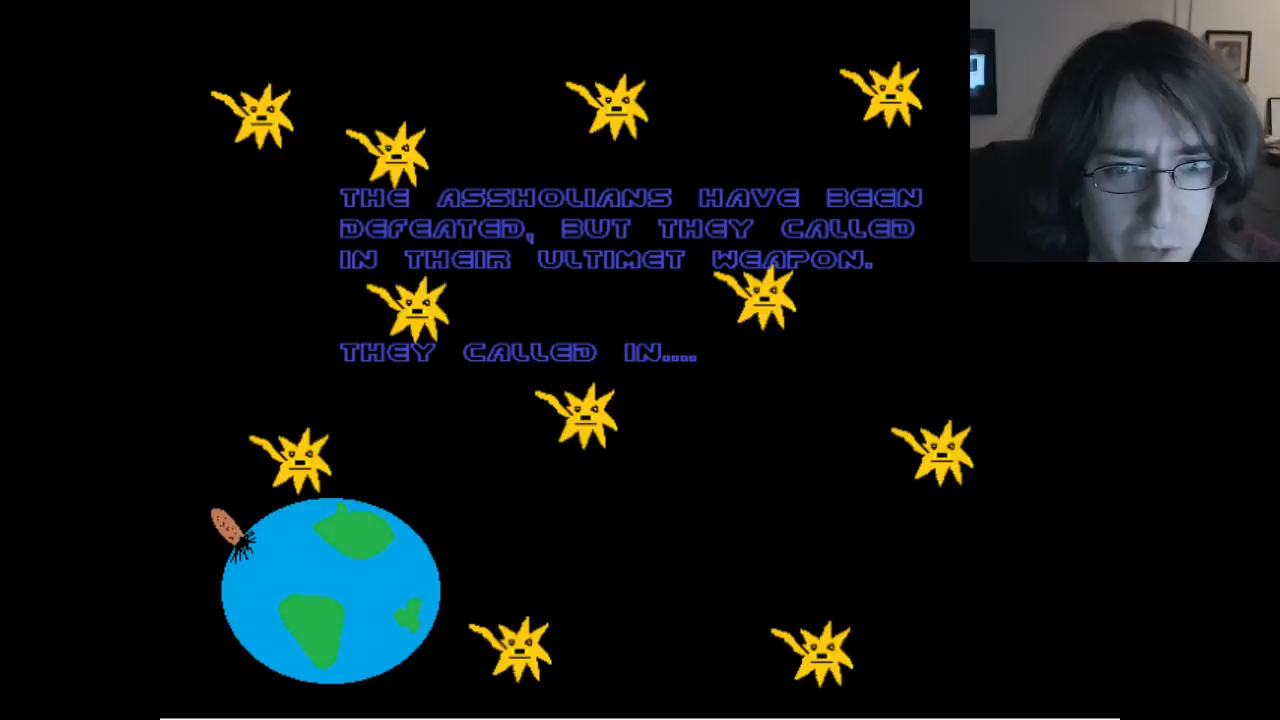 THE ASSHOLIANS HAVE BEEN
DEFEATED, BUT THEY CALLED
IN THEIR ULTIMET WEAPON.
THEY CALLED IN....